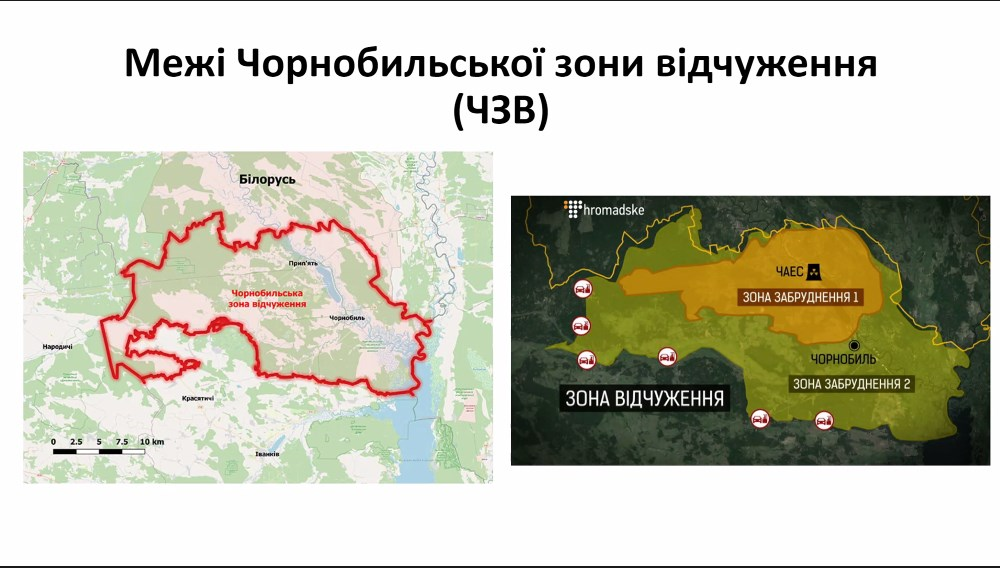 Межі Чорнобильської зони відчуження
(ЧЗВ)
Білорусь
Прип'ять
Чорнобильська
зона відчуження
Чорнобиль
Народичі
Красятичі
Іванків
0 2.5 5 7.5 10 km
hromadske
ЧАЕС
ЗОНА ЗАБРУДНЕННЯ 1
ЧОРНОБИЛЬ
ЗОНА ЗАБРУДНЕННЯ 2
ЗОНА ВІДЧУЖЕННЯ